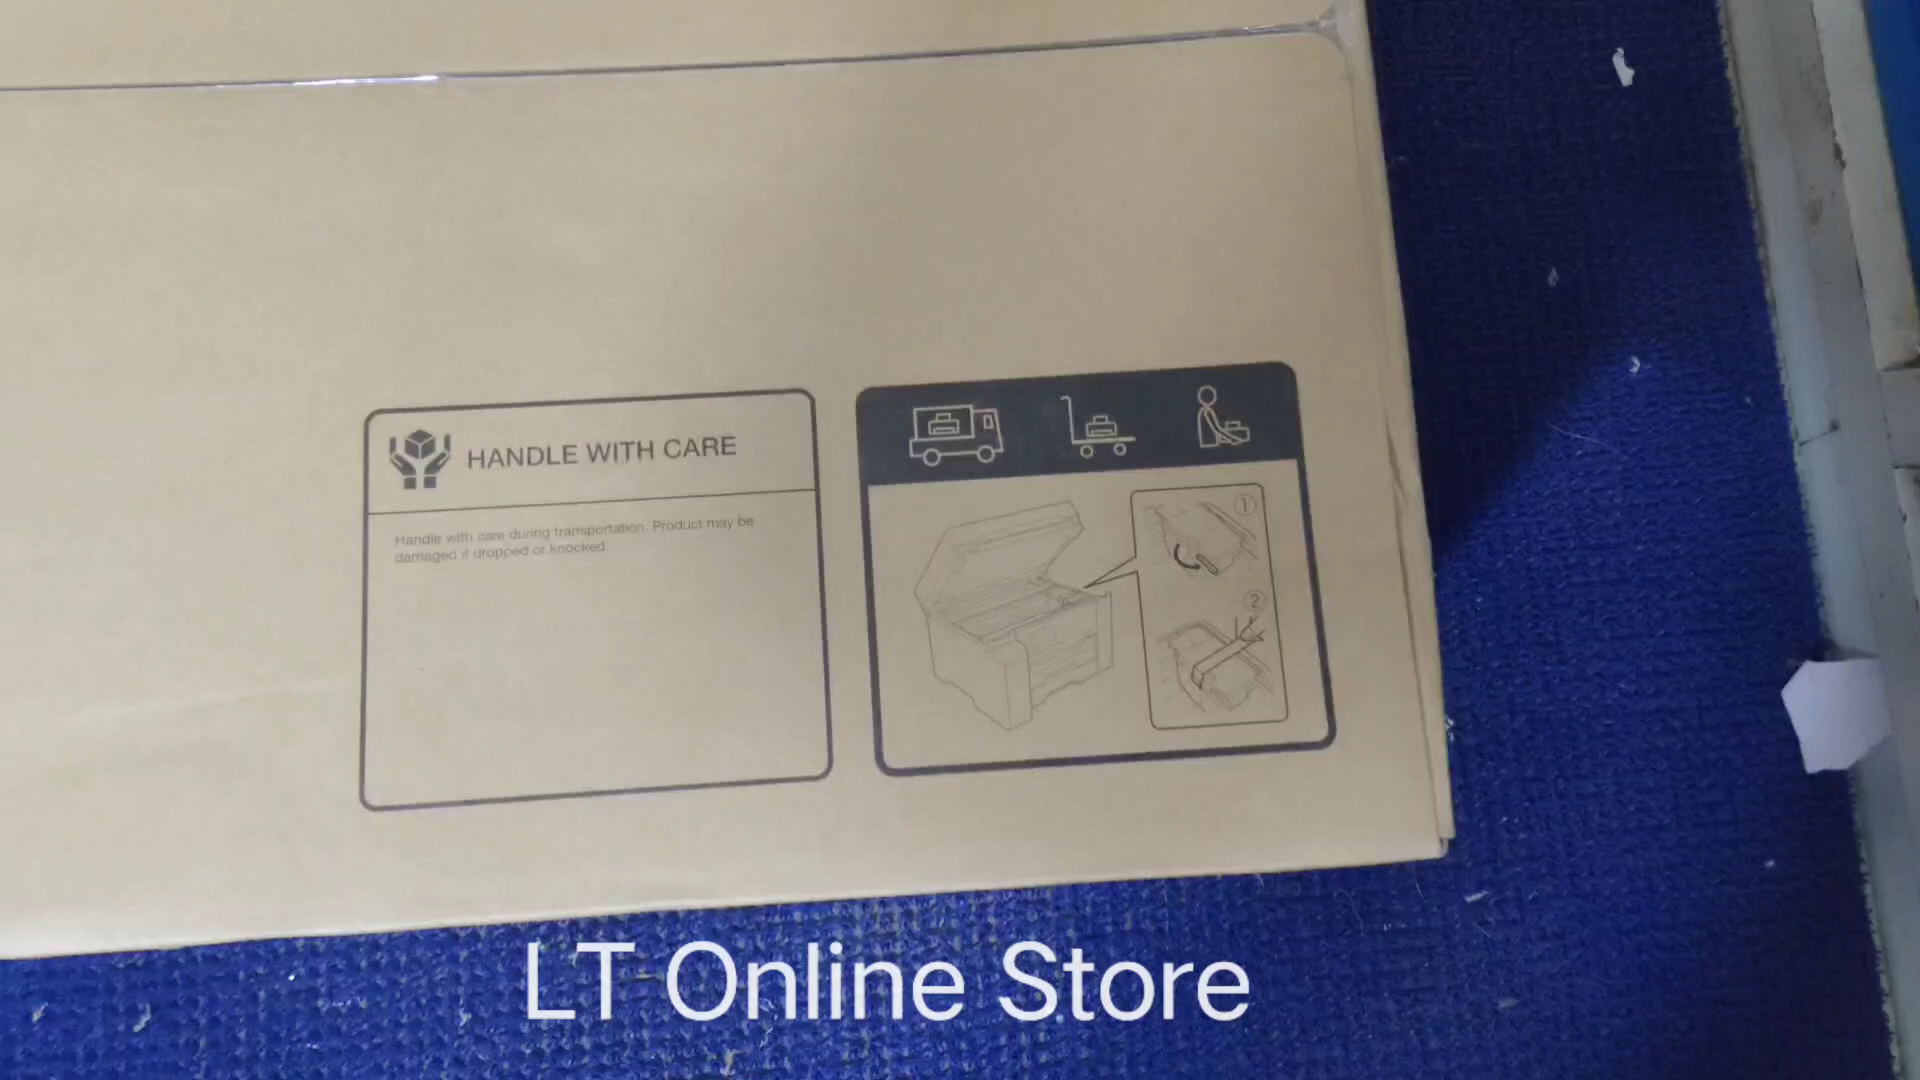 HANDLE WITH CARE
Handle with care during transportation. Product may be
damaged if dropped or knocked.
1
2
LT Online Store